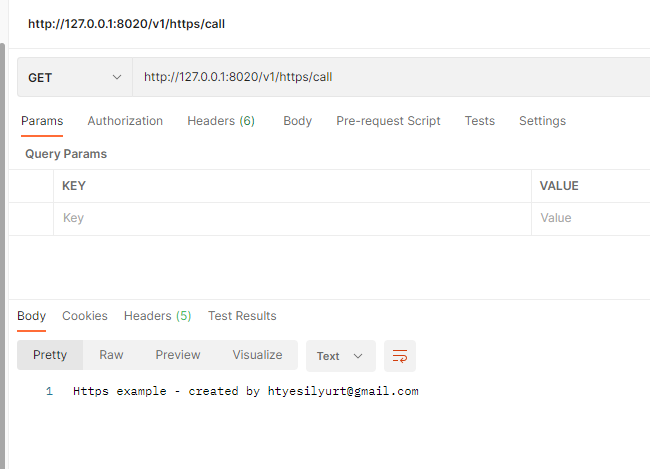 http://127.0.0.1:8020/v1/https/call
GET http://127.0.0.1:8020/v1/https/call
Params Authorization Headers (6) Body Pre-request Script Tests Settings
Query Params
KEY VALUE
Key Value
Body Cookies Headers (5) Test Results
Pretty Raw Preview Visualize Text
1 Https example - created by htyesilyurt@gmail.com